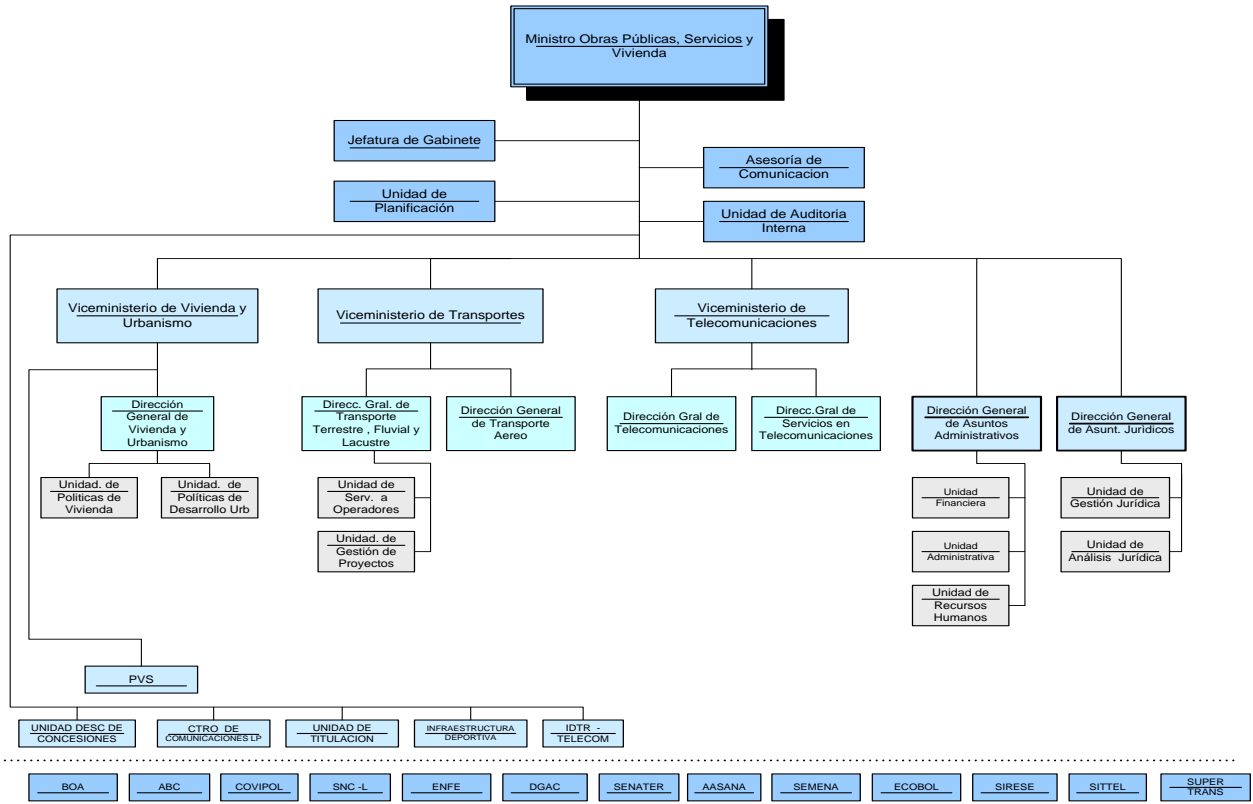 Ministro Obras Públicas, Servicios y
Vivienda
Jefatura de Gabinete
Asesoría de
Comunicacion
Unidad de
Planificación
Unidad de Auditoria
Interna
Viceministerio de Vivienda y
Urbanismo
Viceministerio de Transportes
Viceministerio de
Telecomunicaciones
Dirección
General de
Vivienda y
Urbanismo
Direcc. Gral. de
Transporte
Terrestre , Fluvial y
Lacustre
Dirección General
de Transporte
Aereo
Dirección Gral de
Telecomunicaciones
Direcc.Gral de
Servicios en
Telecomunicaciones
Dirección General
de Asuntos
Administrativos
Dirección General
de Asunt. Jurìdicos
Unidad. de
Politicas de
Vivienda
Unidad. de
Políticas de
Desarrollo Urb
Unidad de
Serv. a
Operadores
Unidad. de
Gestión de
Proyectos
Unidad
Financiera
Unidad
Administrativa
Unidad de
Recursos
Humanos
Unidad de
Gestión Jurídica
Unidad de
Análisis Jurídica
PVS
UNIDAD DESC DE
CONCESIONES
CTRO DE
COMUNICACIONES LP
UNIDAD DE
TITULACION
INFRAESTRUCTURA
DEPORTIVA
IDTR -
TELECOM
BOA
ABC
COVIPOL
SNC -L
ENFE
DGAC
SENATER
AASANA
SEMENA
ECOBOL
SIRESE
SITTEL
SUPER
TRANS